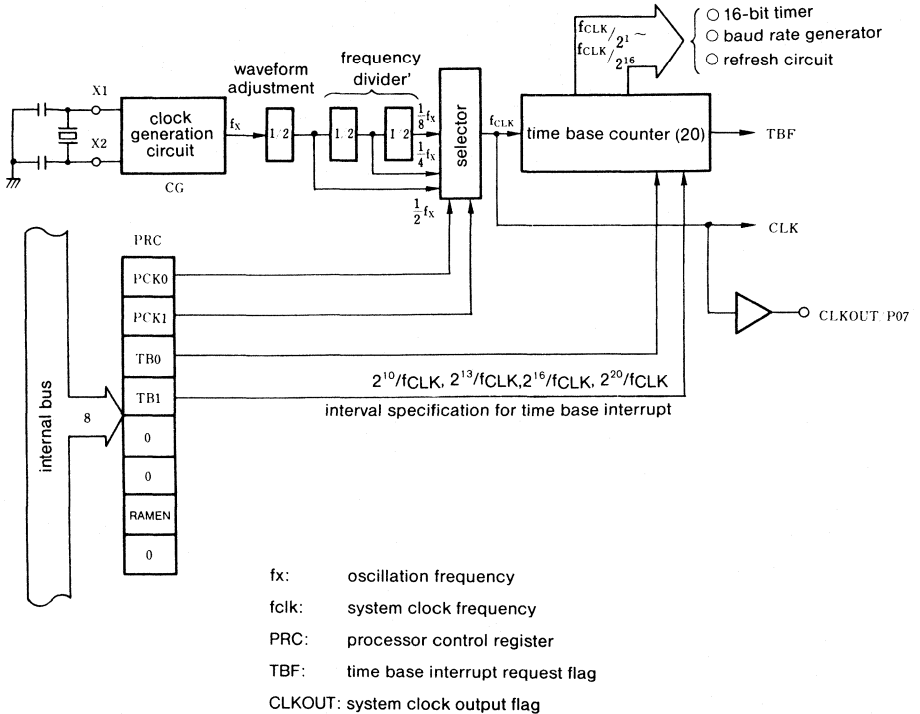 fCLK/2¹ ~
fCLK/2¹⁶
○ 16-bit timer
○ baud rate generator
○ refresh circuit
waveform
adjustment
frequency
divider'
X1
X2
clock
generation
circuit
CG
fX
1/2
1/2
1/2
1/8 fX
1/4 fX
1/2 fX
selector
fCLK
time base counter (20)
TBF
CLK
CLKOUT/P07
internal bus
8
PRC
PCK0
PCK1
TB0
TB1
0
0
RAMEN
0
2¹⁰/fCLK, 2¹³/fCLK,2¹⁶/fCLK, 2²⁰/fCLK
interval specification for time base interrupt
fx: oscillation frequency
fclk: system clock frequency
PRC: processor control register
TBF: time base interrupt request flag
CLKOUT: system clock output flag